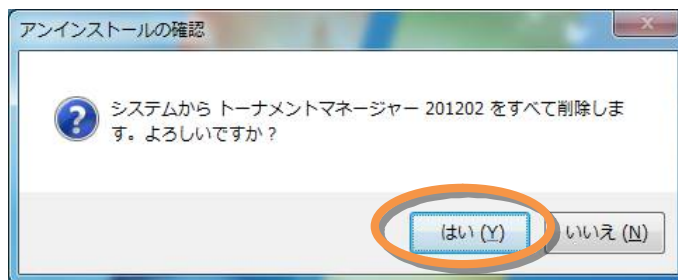 アンインストールの確認
システムから トーナメントマネージャー 201202 をすべて削除しま
す。よろしいですか？
はい (Y)
いいえ (N)